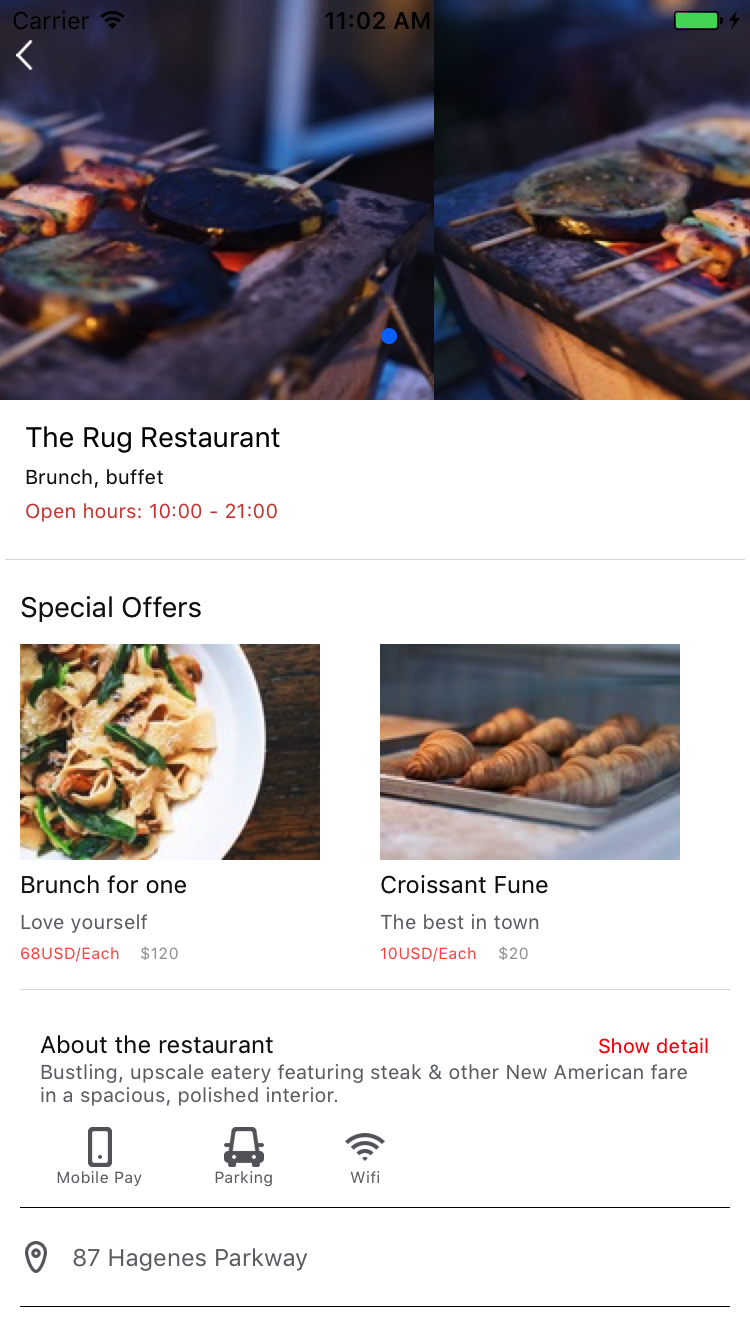 Carrier 11:02 AM
The Rug Restaurant
Brunch, buffet
Open hours: 10:00 - 21:00
Special Offers
Brunch for one
Love yourself
68USD/Each $120
Croissant Fune
The best in town
10USD/Each $20
About the restaurant
Show detail
Bustling, upscale eatery featuring steak & other New American fare
in a spacious, polished interior.
Mobile Pay
Parking
Wifi
87 Hagenes Parkway